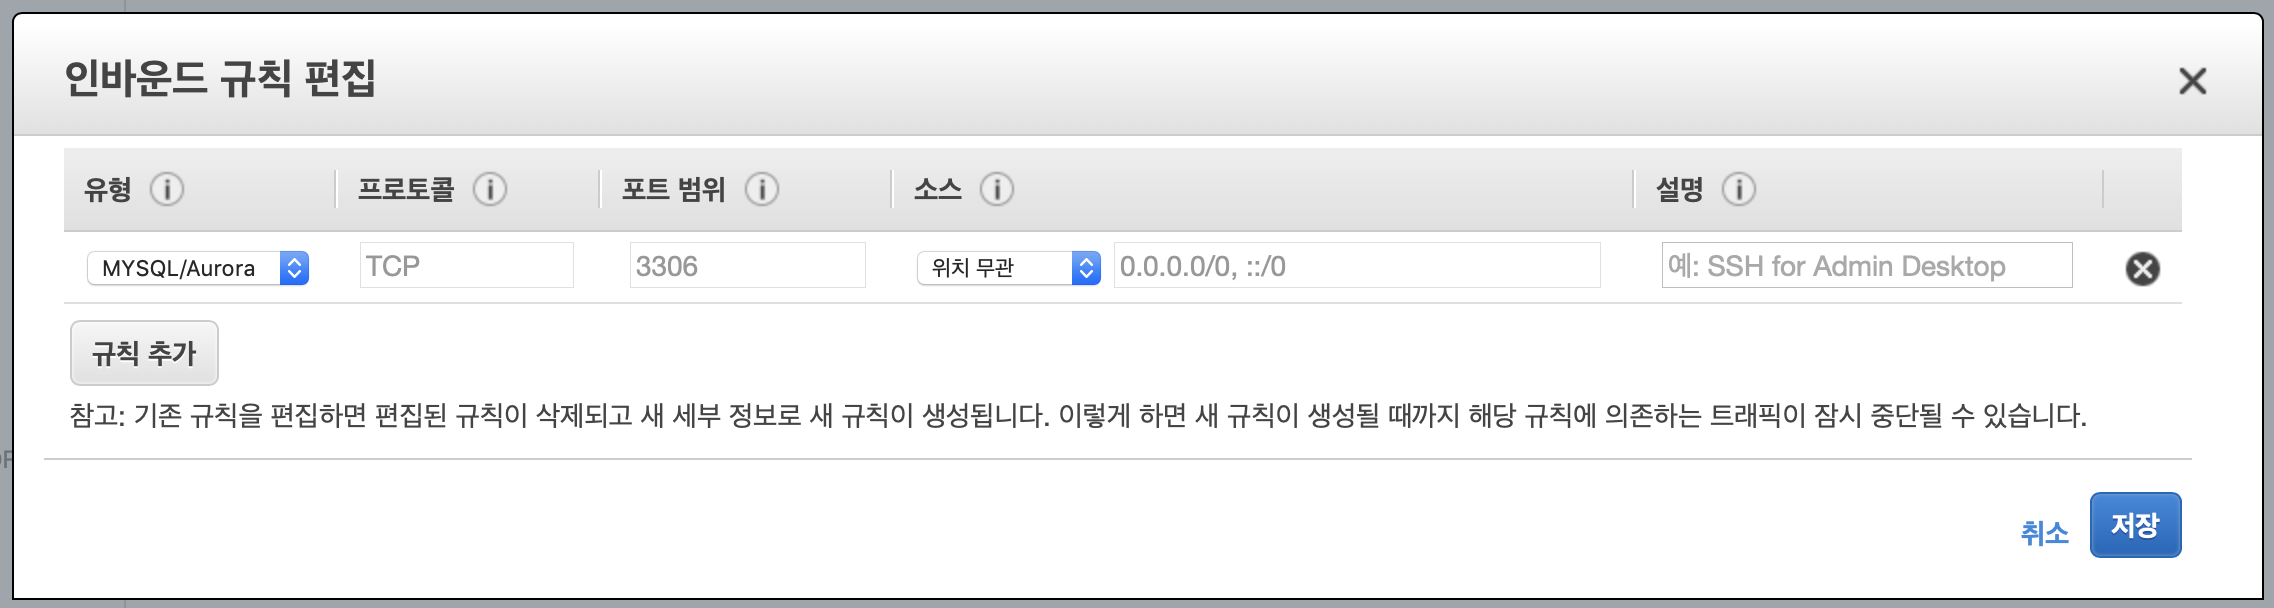 인바운드 규칙 편집
유형 프로토콜 포트 범위 소스 설명
MYSQL/Aurora TCP 3306 위치 무관 0.0.0.0/0, ::/0 예: SSH for Admin Desktop
규칙 추가
참고: 기존 규칙을 편집하면 편집된 규칙이 삭제되고 새 세부 정보로 새 규칙이 생성됩니다. 이렇게 하면 새 규칙이 생성될 때까지 해당 규칙에 의존하는 트래픽이 잠시 중단될 수 있습니다.
취소 저장